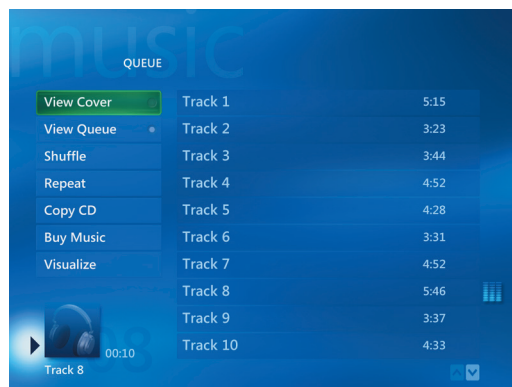 music
QUEUE
View Cover
View Queue
Shuffle
Repeat
Copy CD
Buy Music
Visualize
Track 1 5:15
Track 2 3:23
Track 3 3:44
Track 4 4:52
Track 5 4:28
Track 6 3:31
Track 7 4:52
Track 8 5:46
Track 9 3:37
Track 10 4:33
00:10
Track 8